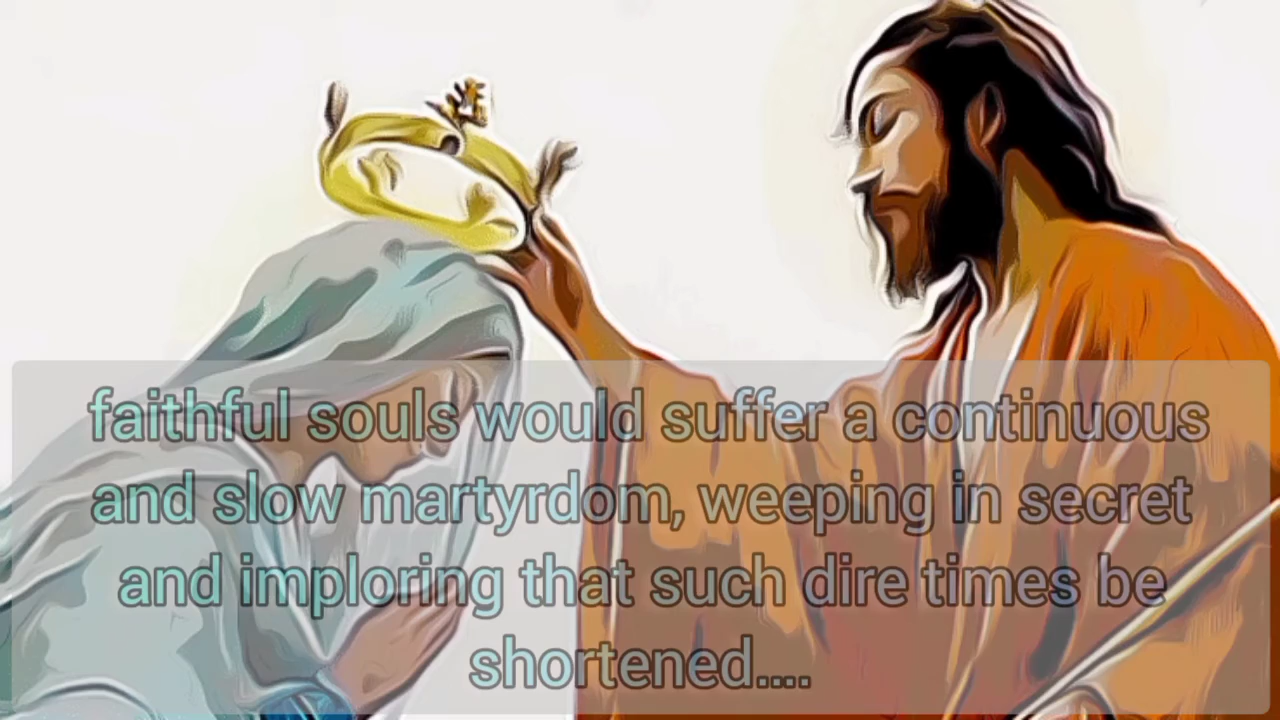 faithful souls would suffer a continuous
and slow martyrdom, weeping in secret
and imploring that such dire times be
shortened....